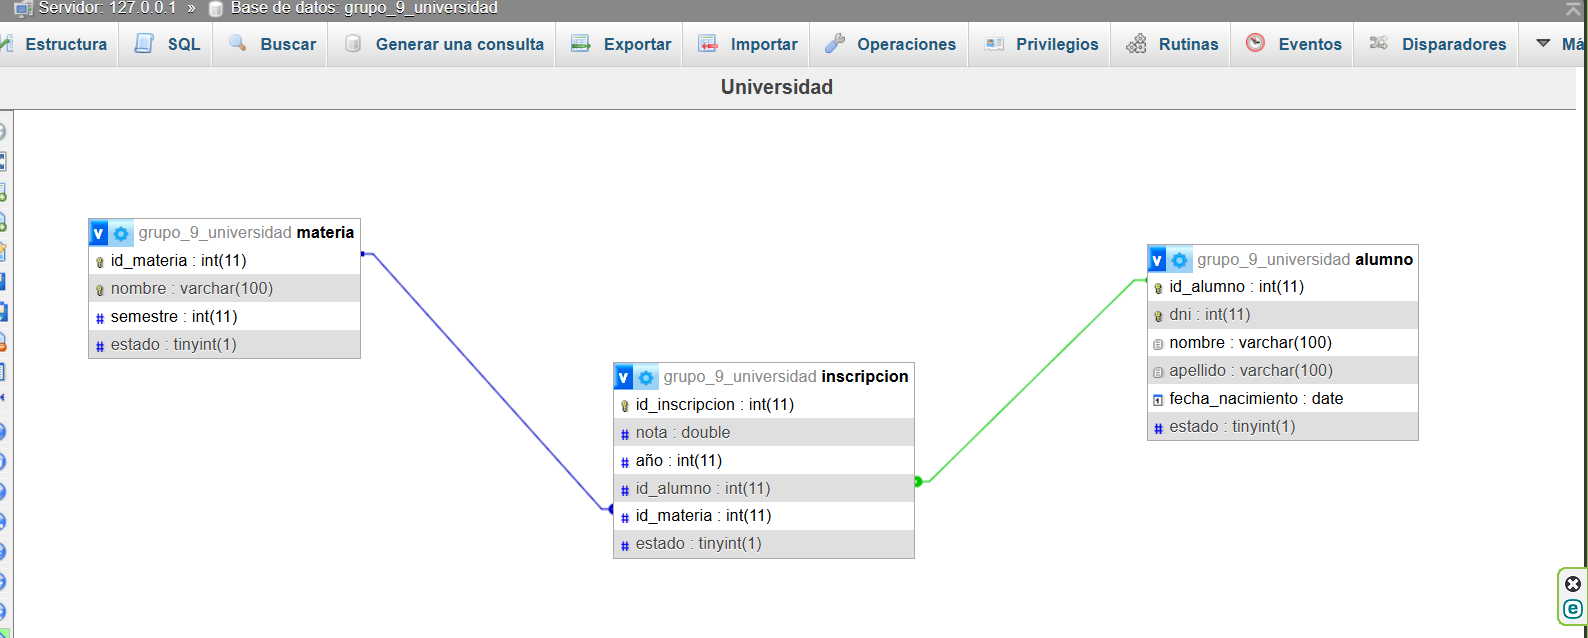 Servidor: 127.0.0.1 » Base de datos: grupo_9_universidad
Estructura SQL Buscar Generar una consulta Exportar Importar Operaciones Privilegios Rutinas Eventos Disparadores Má
Universidad
v grupo_9_universidad materia
id_materia : int(11)
nombre : varchar(100)
# semestre : int(11)
# estado : tinyint(1)
v grupo_9_universidad inscripcion
id_inscripcion : int(11)
# nota : double
# año : int(11)
# id_alumno : int(11)
# id_materia : int(11)
# estado : tinyint(1)
v grupo_9_universidad alumno
id_alumno : int(11)
dni : int(11)
nombre : varchar(100)
apellido : varchar(100)
fecha_nacimiento : date
# estado : tinyint(1)
e